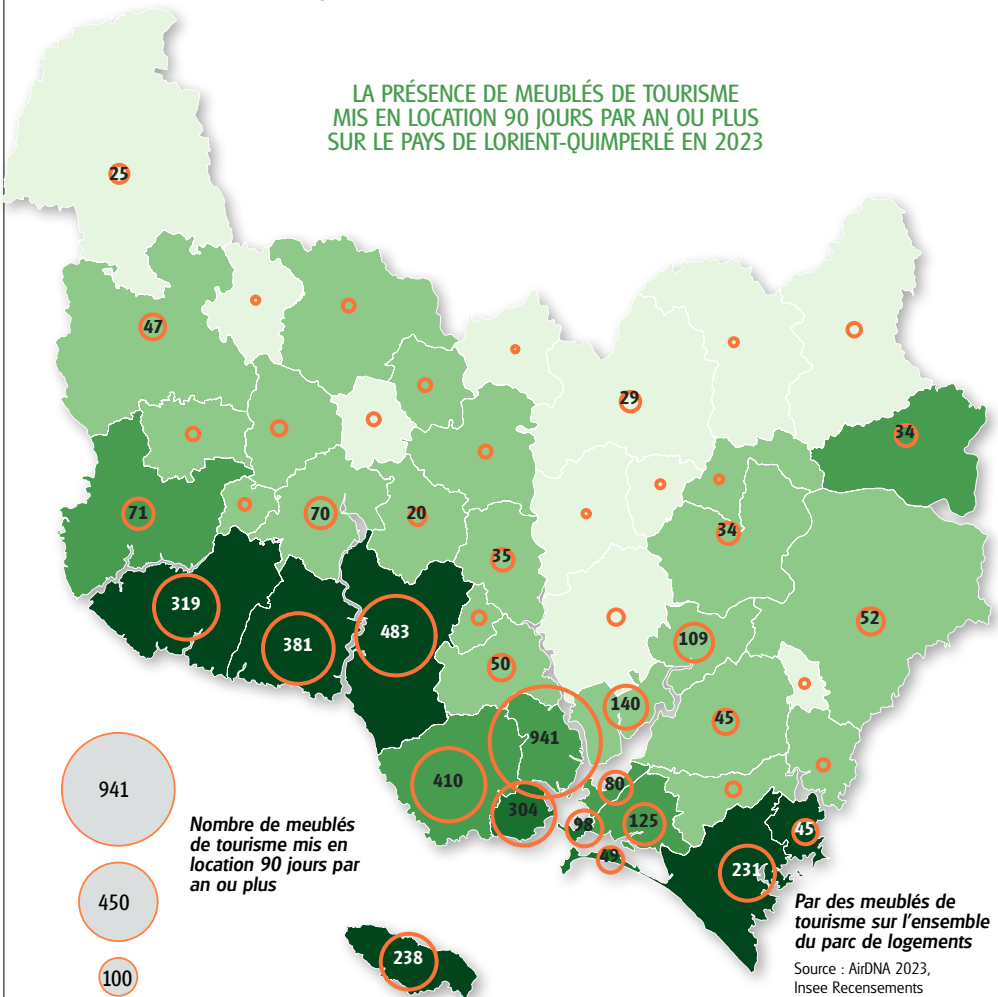 LA PRÉSENCE DE MEUBLÉS DE TOURISME
MIS EN LOCATION 90 JOURS PAR AN OU PLUS
SUR LE PAYS DE LORIENT-QUIMPERLÉ EN 2023
25
47
29
34
71
70
20
34
35
319
381
483
109
52
50
140
45
941
410
80
304
98
125
49
45
231
238
941
450
100
Nombre de meublés
de tourisme mis en
location 90 jours par
an ou plus
Par des meublés de
tourisme sur l'ensemble
du parc de logements
Source : AirDNA 2023,
Insee Recensements